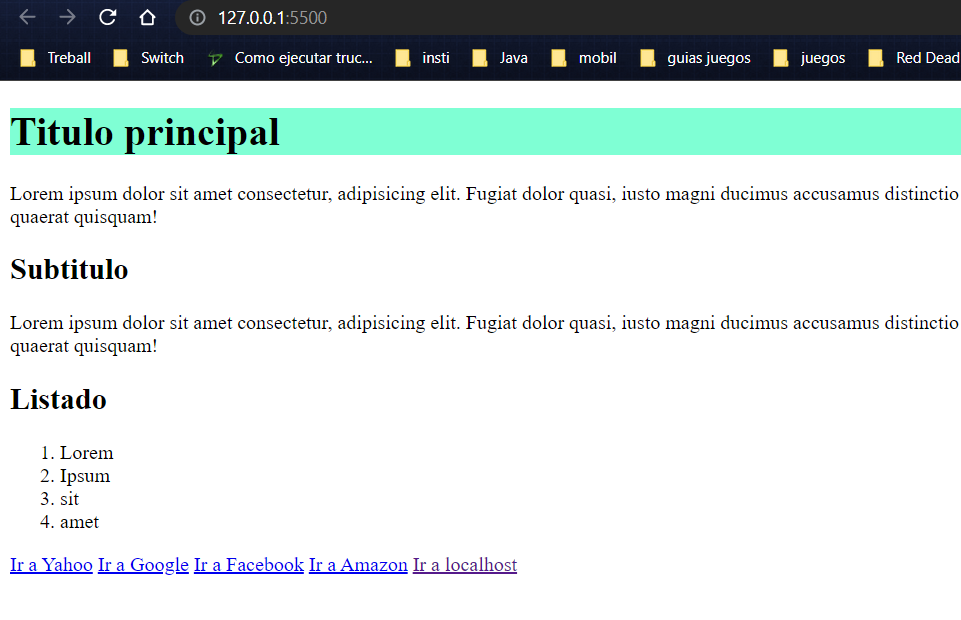 127.0.0.1:5500
Treball Switch Como ejecutar truc... insti Java mobil guias juegos juegos Red Dead
Titulo principal
Lorem ipsum dolor sit amet consectetur, adipisicing elit. Fugiat dolor quasi, iusto magni ducimus accusamus distinctio
quaerat quisquam!
Subtitulo
Lorem ipsum dolor sit amet consectetur, adipisicing elit. Fugiat dolor quasi, iusto magni ducimus accusamus distinctio
quaerat quisquam!
Listado
1. Lorem
2. Ipsum
3. sit
4. amet
Ir a Yahoo Ir a Google Ir a Facebook Ir a Amazon Ir a localhost